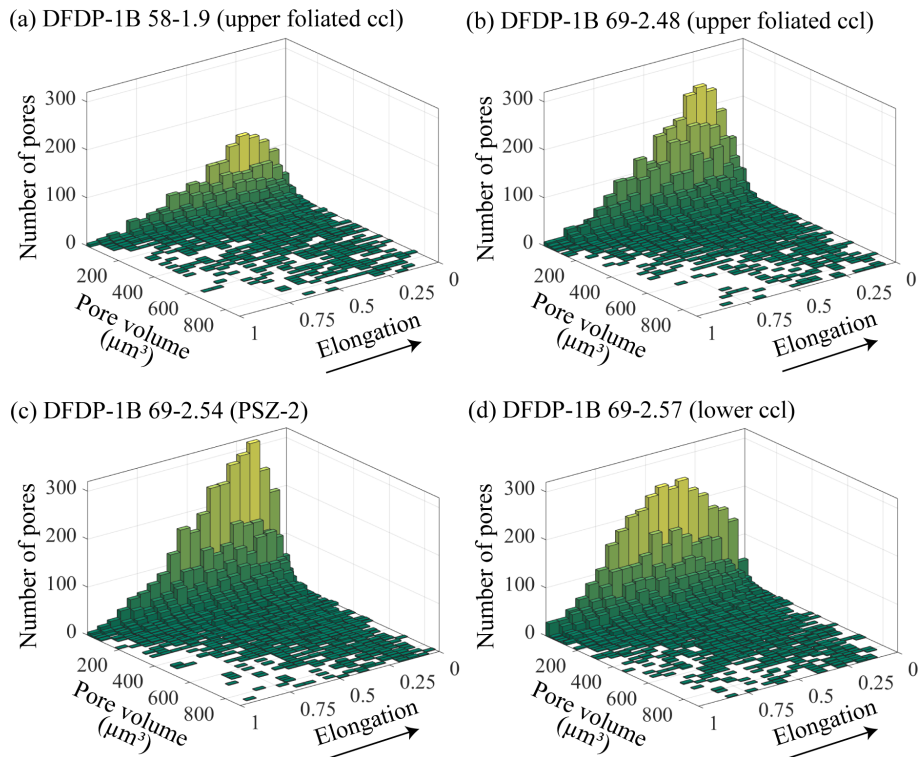 (a) DFDP-1B 58-1.9 (upper foliated ccl)
300
200
100
0
Number of pores
200
400
600
800
Pore volume
(μm³)
1
0.75
0.5
0.25
0
Elongation
(b) DFDP-1B 69-2.48 (upper foliated ccl)
300
200
100
0
Number of pores
200
400
600
800
Pore volume
(μm³)
1
0.75
0.5
0.25
0
Elongation
(c) DFDP-1B 69-2.54 (PSZ-2)
300
200
100
0
Number of pores
200
400
600
800
Pore volume
(μm³)
1
0.75
0.5
0.25
0
Elongation
(d) DFDP-1B 69-2.57 (lower ccl)
300
200
100
0
Number of pores
200
400
600
800
Pore volume
(μm³)
1
0.75
0.5
0.25
0
Elongation